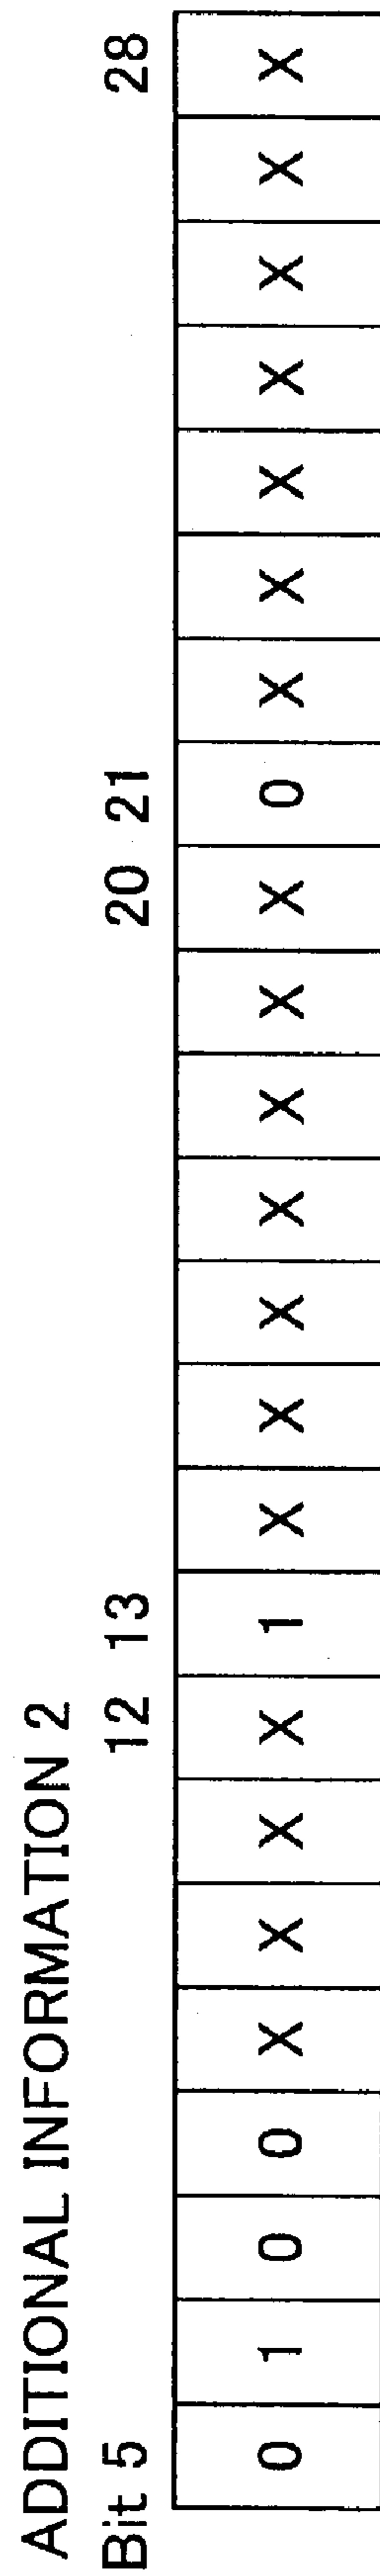 ADDITIONAL INFORMATION 2
Bit 5 12 13 20 21 28
0 1 0 0 X X X X 1 X X X X X X X 0 X X X X X X X